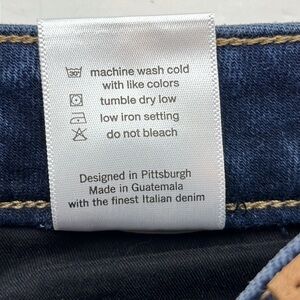 30°
machine wash cold
with like colors
tumble dry low
low iron setting
do not bleach
Designed in Pittsburgh
Made in Guatemala
with the finest Italian denim